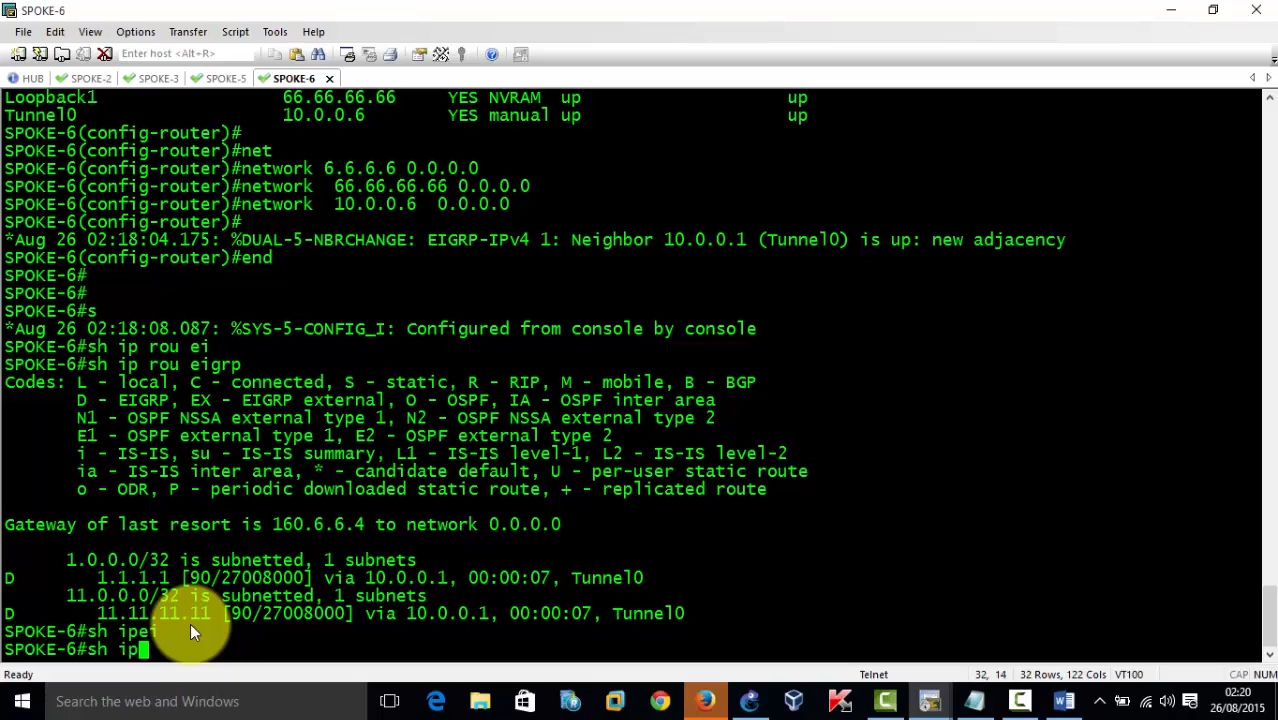 SPOKE-6
File Edit View Options Transfer Script Tools Help
Enter host <Alt+R>
HUB SPOKE-2 SPOKE-3 SPOKE-5 SPOKE-6
Loopback1 66.66.66.66 YES NVRAM up up
Tunnel0 10.0.0.6 YES manual up up
SPOKE-6(config-router)#
SPOKE-6(config-router)#net
SPOKE-6(config-router)#network 6.6.6.6 0.0.0.0
SPOKE-6(config-router)#network 66.66.66.66 0.0.0.0
SPOKE-6(config-router)#network 10.0.0.6 0.0.0.0
SPOKE-6(config-router)#
*Aug 26 02:18:04.175: %DUAL-5-NBRCHANGE: EIGRP-IPv4 1: Neighbor 10.0.0.1 (Tunnel0) is up: new adjacency
SPOKE-6(config-router)#end
SPOKE-6#
SPOKE-6#
SPOKE-6#s
*Aug 26 02:18:08.087: %SYS-5-CONFIG_I: Configured from console by console
SPOKE-6#sh ip rou ei
SPOKE-6#sh ip rou eigrp
Codes: L - local, C - connected, S - static, R - RIP, M - mobile, B - BGP
D - EIGRP, EX - EIGRP external, O - OSPF, IA - OSPF inter area
N1 - OSPF NSSA external type 1, N2 - OSPF NSSA external type 2
E1 - OSPF external type 1, E2 - OSPF external type 2
i - IS-IS, su - IS-IS summary, L1 - IS-IS level-1, L2 - IS-IS level-2
ia - IS-IS inter area, * - candidate default, U - per-user static route
o - ODR, P - periodic downloaded static route, + - replicated route
Gateway of last resort is 160.6.6.4 to network 0.0.0.0
1.0.0.0/32 is subnetted, 1 subnets
D 1.1.1.1 [90/27008000] via 10.0.0.1, 00:00:07, Tunnel0
11.0.0.0/32 is subnetted, 1 subnets
D 11.11.11.11 [90/27008000] via 10.0.0.1, 00:00:07, Tunnel0
SPOKE-6#sh ipei
SPOKE-6#sh ip
Ready Telnet 32, 14 32 Rows, 122 Cols VT100 CAP NUM
Search the web and Windows
02:20
26/08/2015